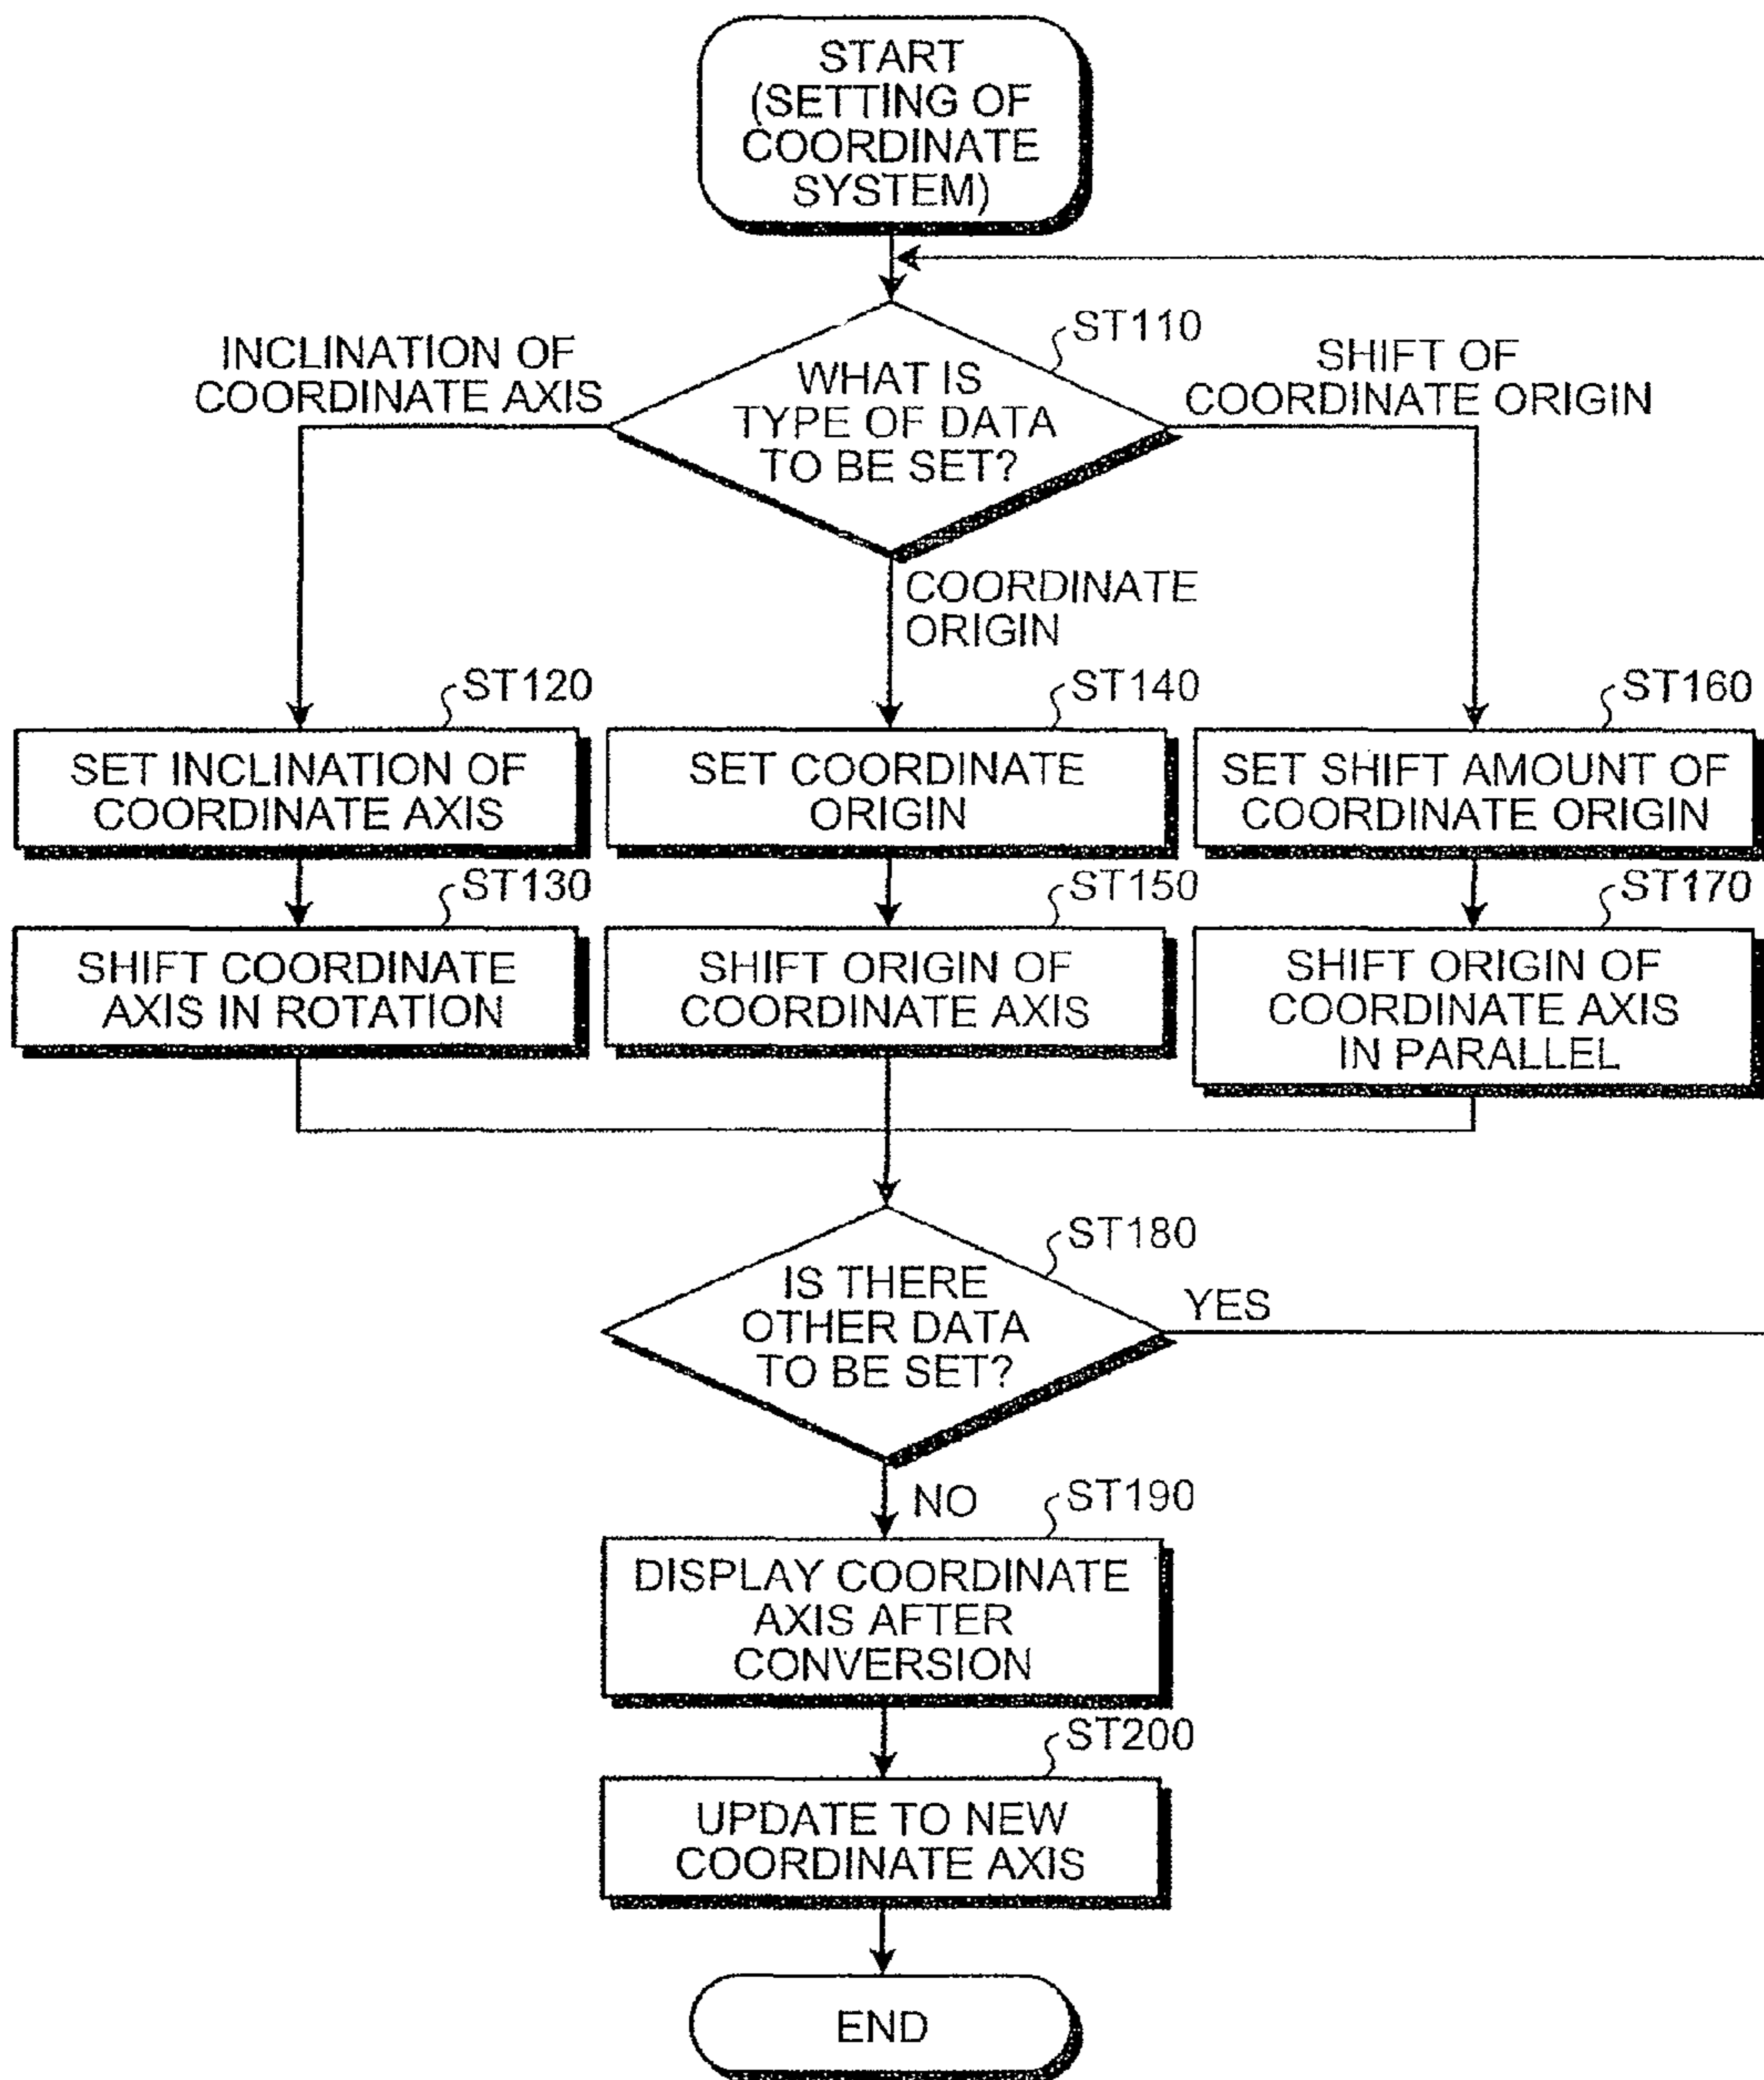 START
(SETTING OF
COORDINATE
SYSTEM)
ST110
INCLINATION OF
COORDINATE AXIS
WHAT IS
TYPE OF DATA
TO BE SET?
SHIFT OF
COORDINATE ORIGIN
COORDINATE
ORIGIN
ST120
SET INCLINATION OF
COORDINATE AXIS
ST140
SET COORDINATE
ORIGIN
ST160
SET SHIFT AMOUNT OF
COORDINATE ORIGIN
ST130
SHIFT COORDINATE
AXIS IN ROTATION
ST150
SHIFT ORIGIN OF
COORDINATE AXIS
ST170
SHIFT ORIGIN OF
COORDINATE AXIS
IN PARALLEL
ST180
IS THERE
OTHER DATA
TO BE SET?
YES
NO
ST190
DISPLAY COORDINATE
AXIS AFTER
CONVERSION
ST200
UPDATE TO NEW
COORDINATE AXIS
END